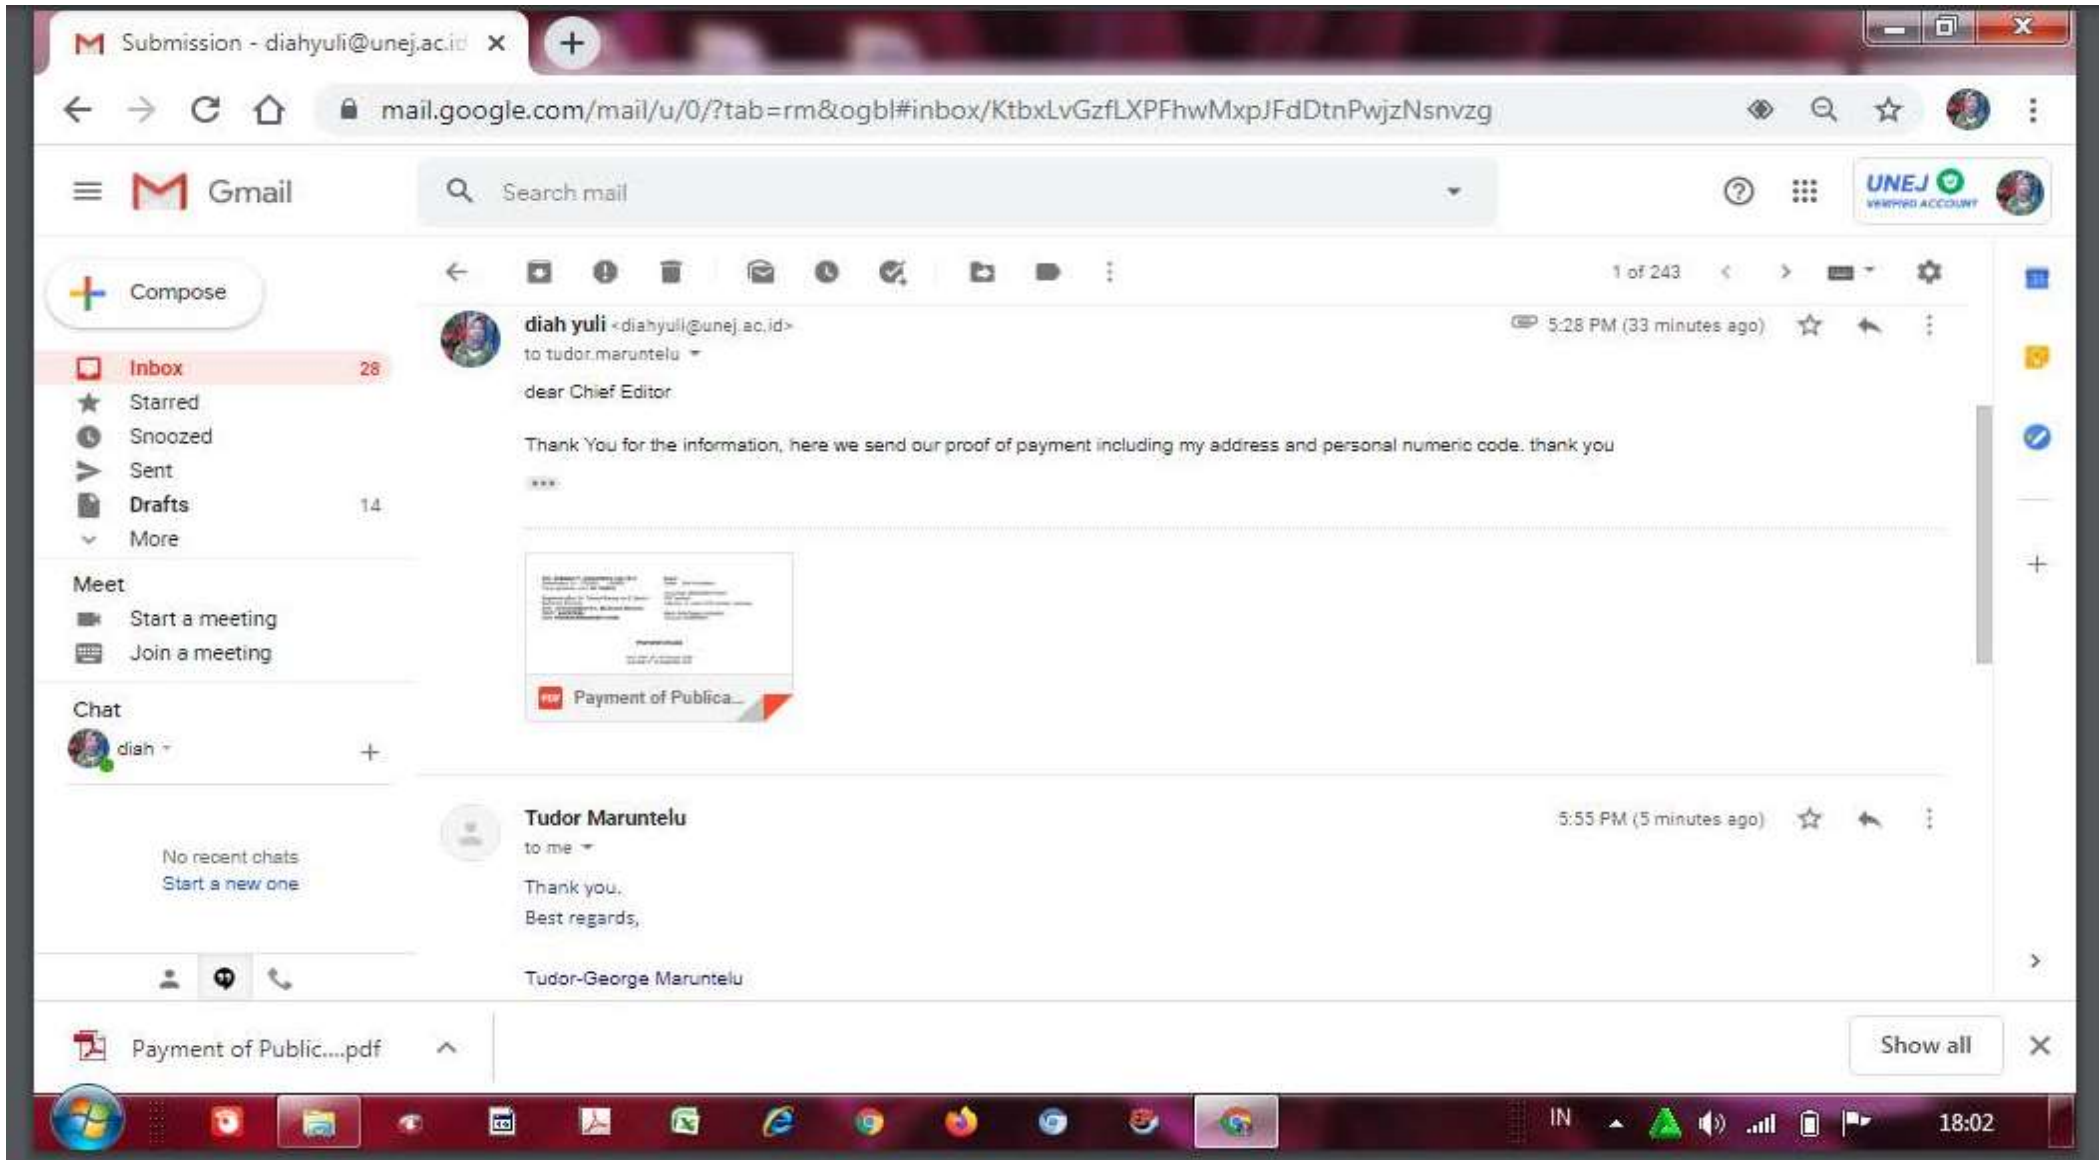 Submission - diahyuli@unej.ac.id
mail.google.com/mail/u/0/?tab=rm&ogbl#inbox/KtbxLvGzfLXPFhwMxpJFdDtnPwjzNsnvzg
Gmail
Search mail
UNEJ
VERIFIED ACCOUNT
Compose
1 of 243
Inbox 28
Starred
Snoozed
Sent
Drafts 14
More
Meet
Start a meeting
Join a meeting
Chat
diah
No recent chats
Start a new one
diah yuli <diahyuli@unej.ac.id>
5:28 PM (33 minutes ago)
to tudor.maruntelu
dear Chief Editor
Thank You for the information, here we send our proof of payment including my address and personal numeric code. thank you
PDF Payment of Publica...
Tudor Maruntelu
5:55 PM (5 minutes ago)
to me
Thank you.
Best regards,
Tudor-George Maruntelu
Payment of Public....pdf
Show all
IN
18:02